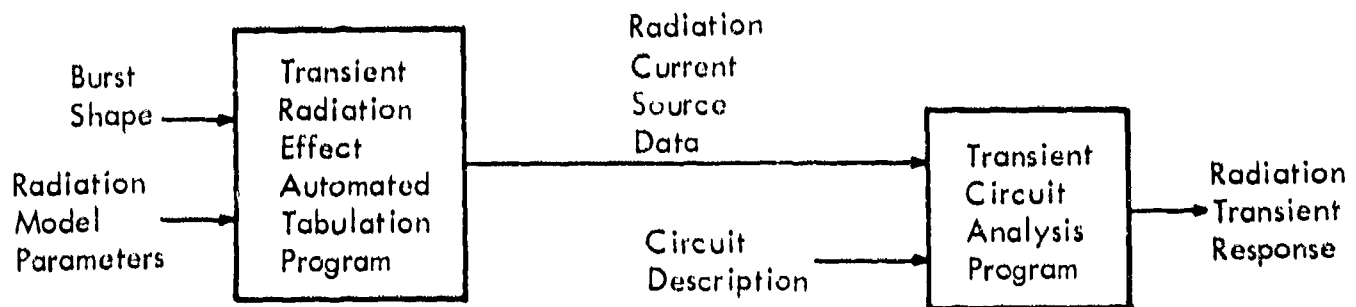 Burst
Shape
Radiation
Model
Parameters
Transient
Radiation
Effect
Automated
Tabulation
Program
Radiation
Current
Source
Data
Circuit
Description
Transient
Circuit
Analysis
Program
Radiation
Transient
Response